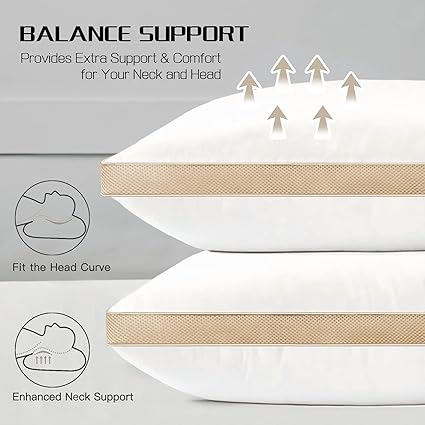 BALANCE SUPPORT
Provides Extra Support & Comfort
for Your Neck and Head
Fit the Head Curve
Enhanced Neck Support